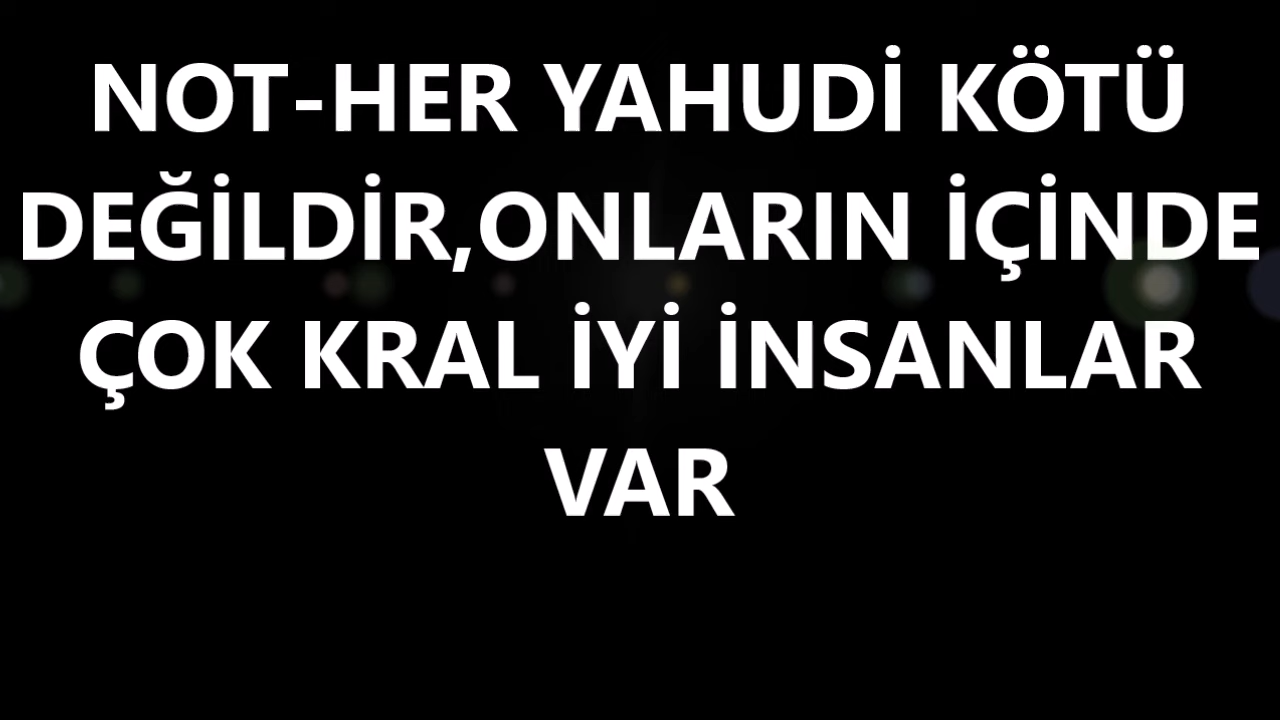 NOT-HER YAHUDİ KÖTÜ
DEĞİLDİR,ONLARIN İÇİNDE
ÇOK KRAL İYİ İNSANLAR
VAR